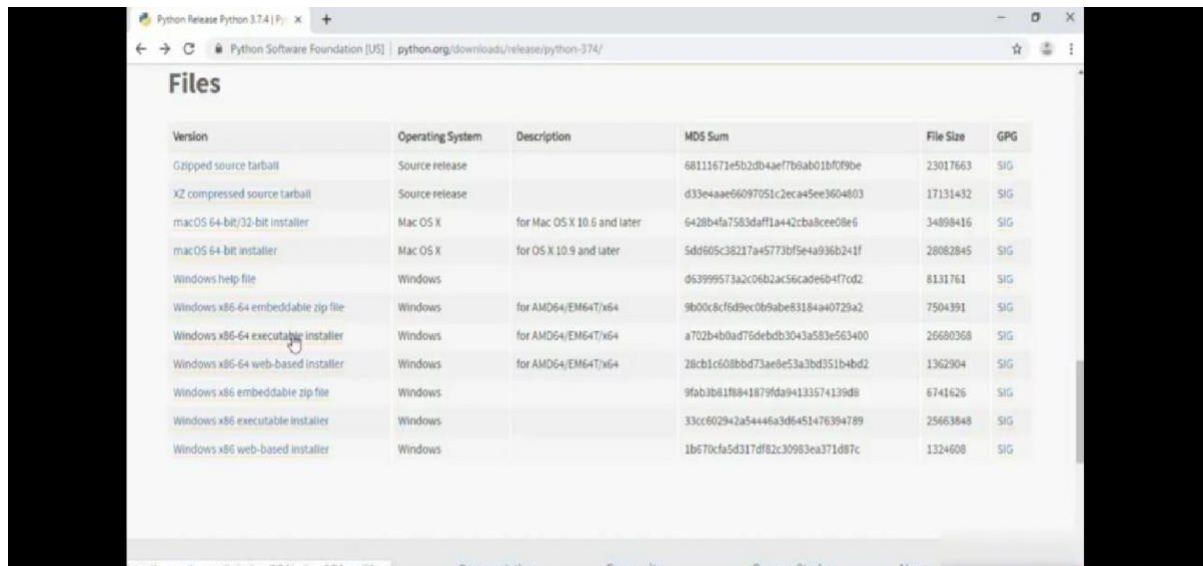 Python Release Python 3.7.4 | Py
Python Software Foundation [US] | python.org/downloads/release/python-374/
Files
Version Operating System Description MD5 Sum File Size GPG
Gzipped source tarball Source release 68111671e5b2db4aef7b9ab01bf0f9be 23017663 SIG
XZ compressed source tarball Source release d33e4aae66097051c2eca45ee3604803 17131432 SIG
macOS 64-bit/32-bit installer Mac OS X for Mac OS X 10.6 and later 6428b4fa7583daff1a442cba8cee08e6 34898416 SIG
macOS 64-bit installer Mac OS X for OS X 10.9 and later 5dd605c38217a45773bf5e4a936b241f 28082845 SIG
Windows help file Windows d63999573a2c06b2ac56cade6b4f7cd2 8131761 SIG
Windows x86-64 embeddable zip file Windows for AMD64/EM64T/x64 9b00c8cf6d9ec0b9abe83184a40729a2 7504391 SIG
Windows x86-64 executable installer Windows for AMD64/EM64T/x64 a702b4b0ad76debdb3043a583e563400 26680368 SIG
Windows x86-64 web-based installer Windows for AMD64/EM64T/x64 28cb1c608bbd73ae8e53a3bd351b4bd2 1362904 SIG
Windows x86 embeddable zip file Windows 9fab3b81f8841879fda94133574139d8 6741626 SIG
Windows x86 executable installer Windows 33cc602942a54446a3d6451476394789 25663848 SIG
Windows x86 web-based installer Windows 1b670cfa5d317df82c30983ea371d87c 1324608 SIG